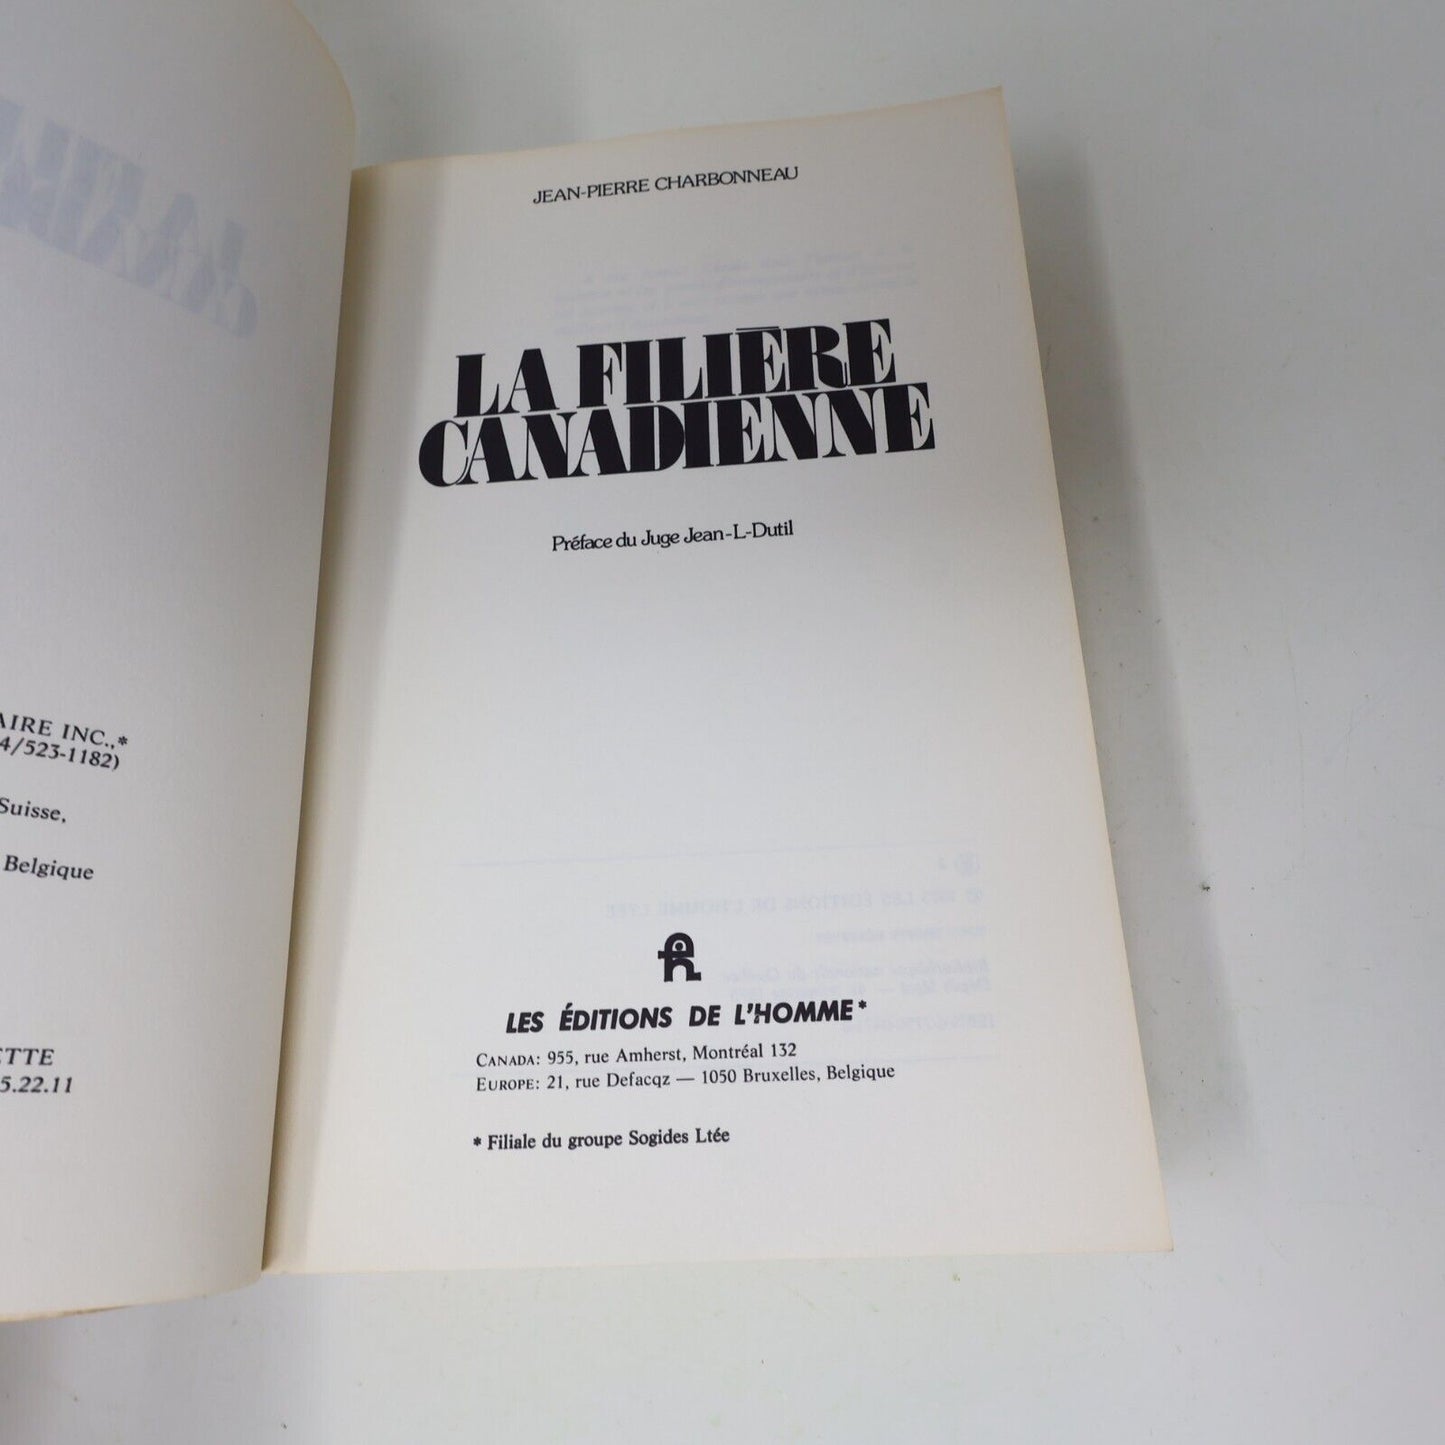 AIRE INC.,*
4/523-1182)
Suisse,
Belgique
ETTE
5.22.11
JEAN-PIERRE CHARBONNEAU
LA FILIÈRE
CANADIENNE
Préface du Juge Jean-L-Dutil
LES ÉDITIONS DE L'HOMME*
CANADA: 955, rue Amherst, Montréal 132
EUROPE: 21, rue Defacqz — 1050 Bruxelles, Belgique
* Filiale du groupe Sogides Ltée